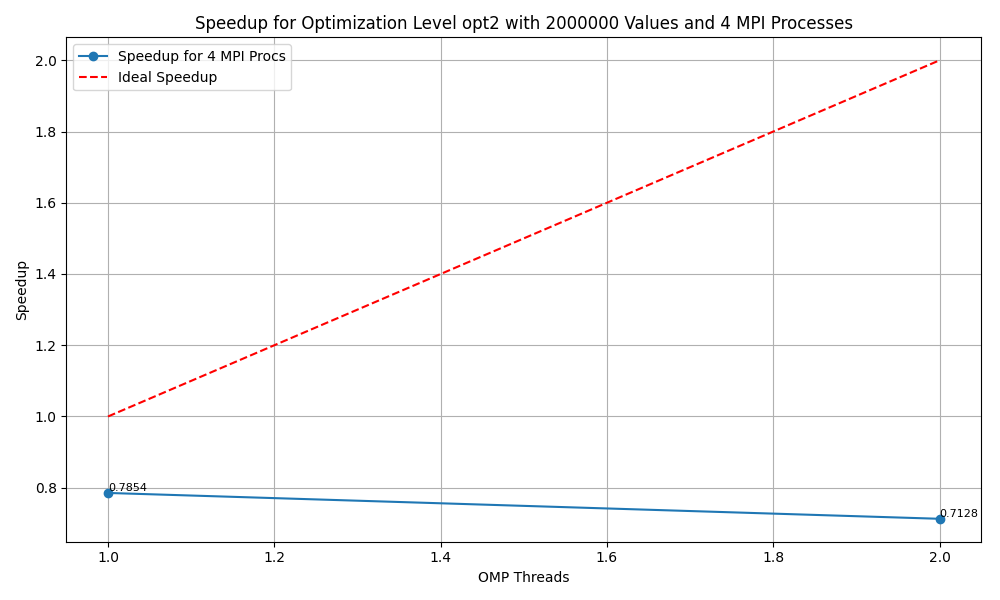 Speedup for Optimization Level opt2 with 2000000 Values and 4 MPI Processes
Speedup for 4 MPI Procs
Ideal Speedup
Speedup
2.0
1.8
1.6
1.4
1.2
1.0
0.8
0.7854
0.7128
1.0 1.2 1.4 1.6 1.8 2.0
OMP Threads